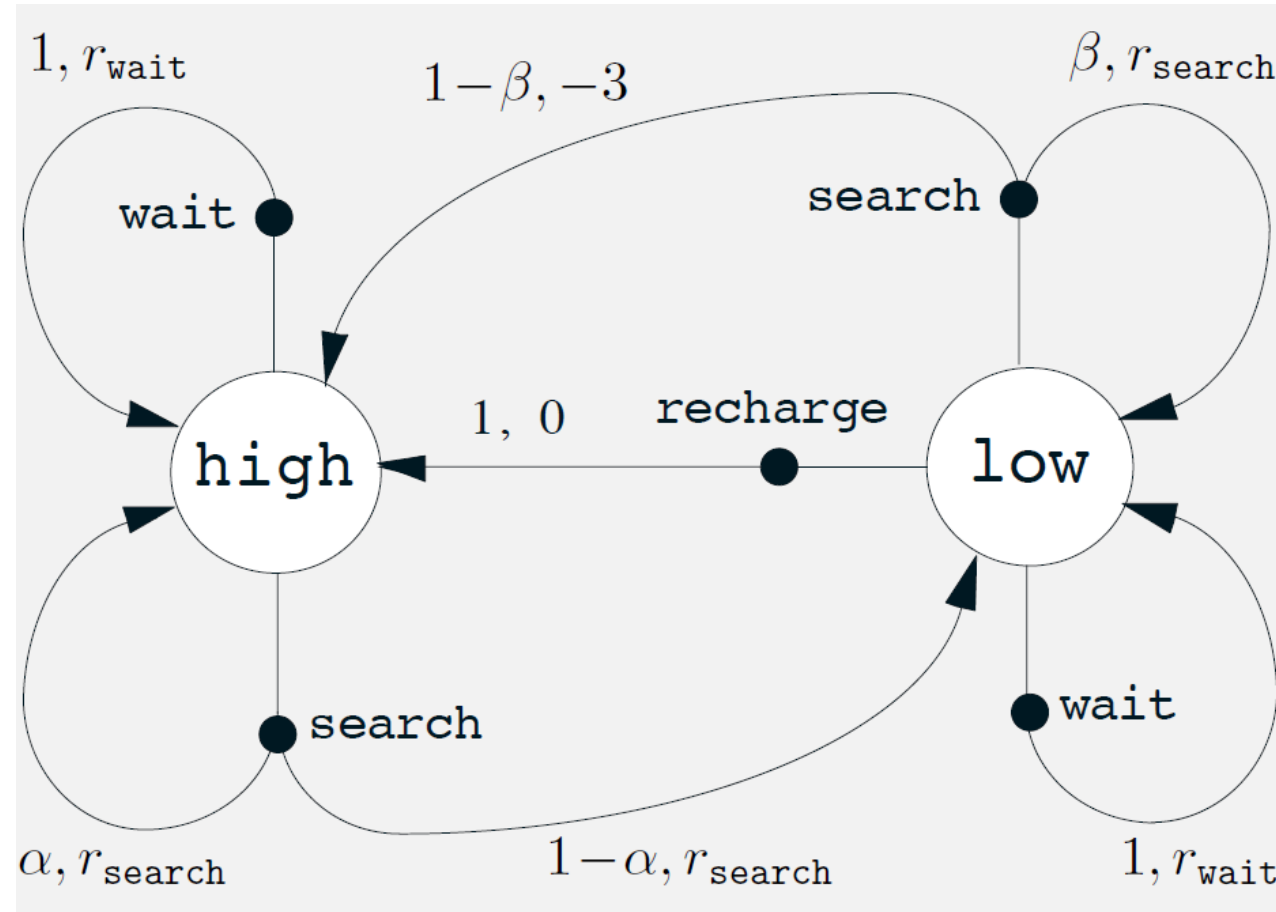 1, r_wait
1−β, −3
β, r_search
wait
search
1, 0
recharge
high
low
search
wait
α, r_search
1−α, r_search
1, r_wait